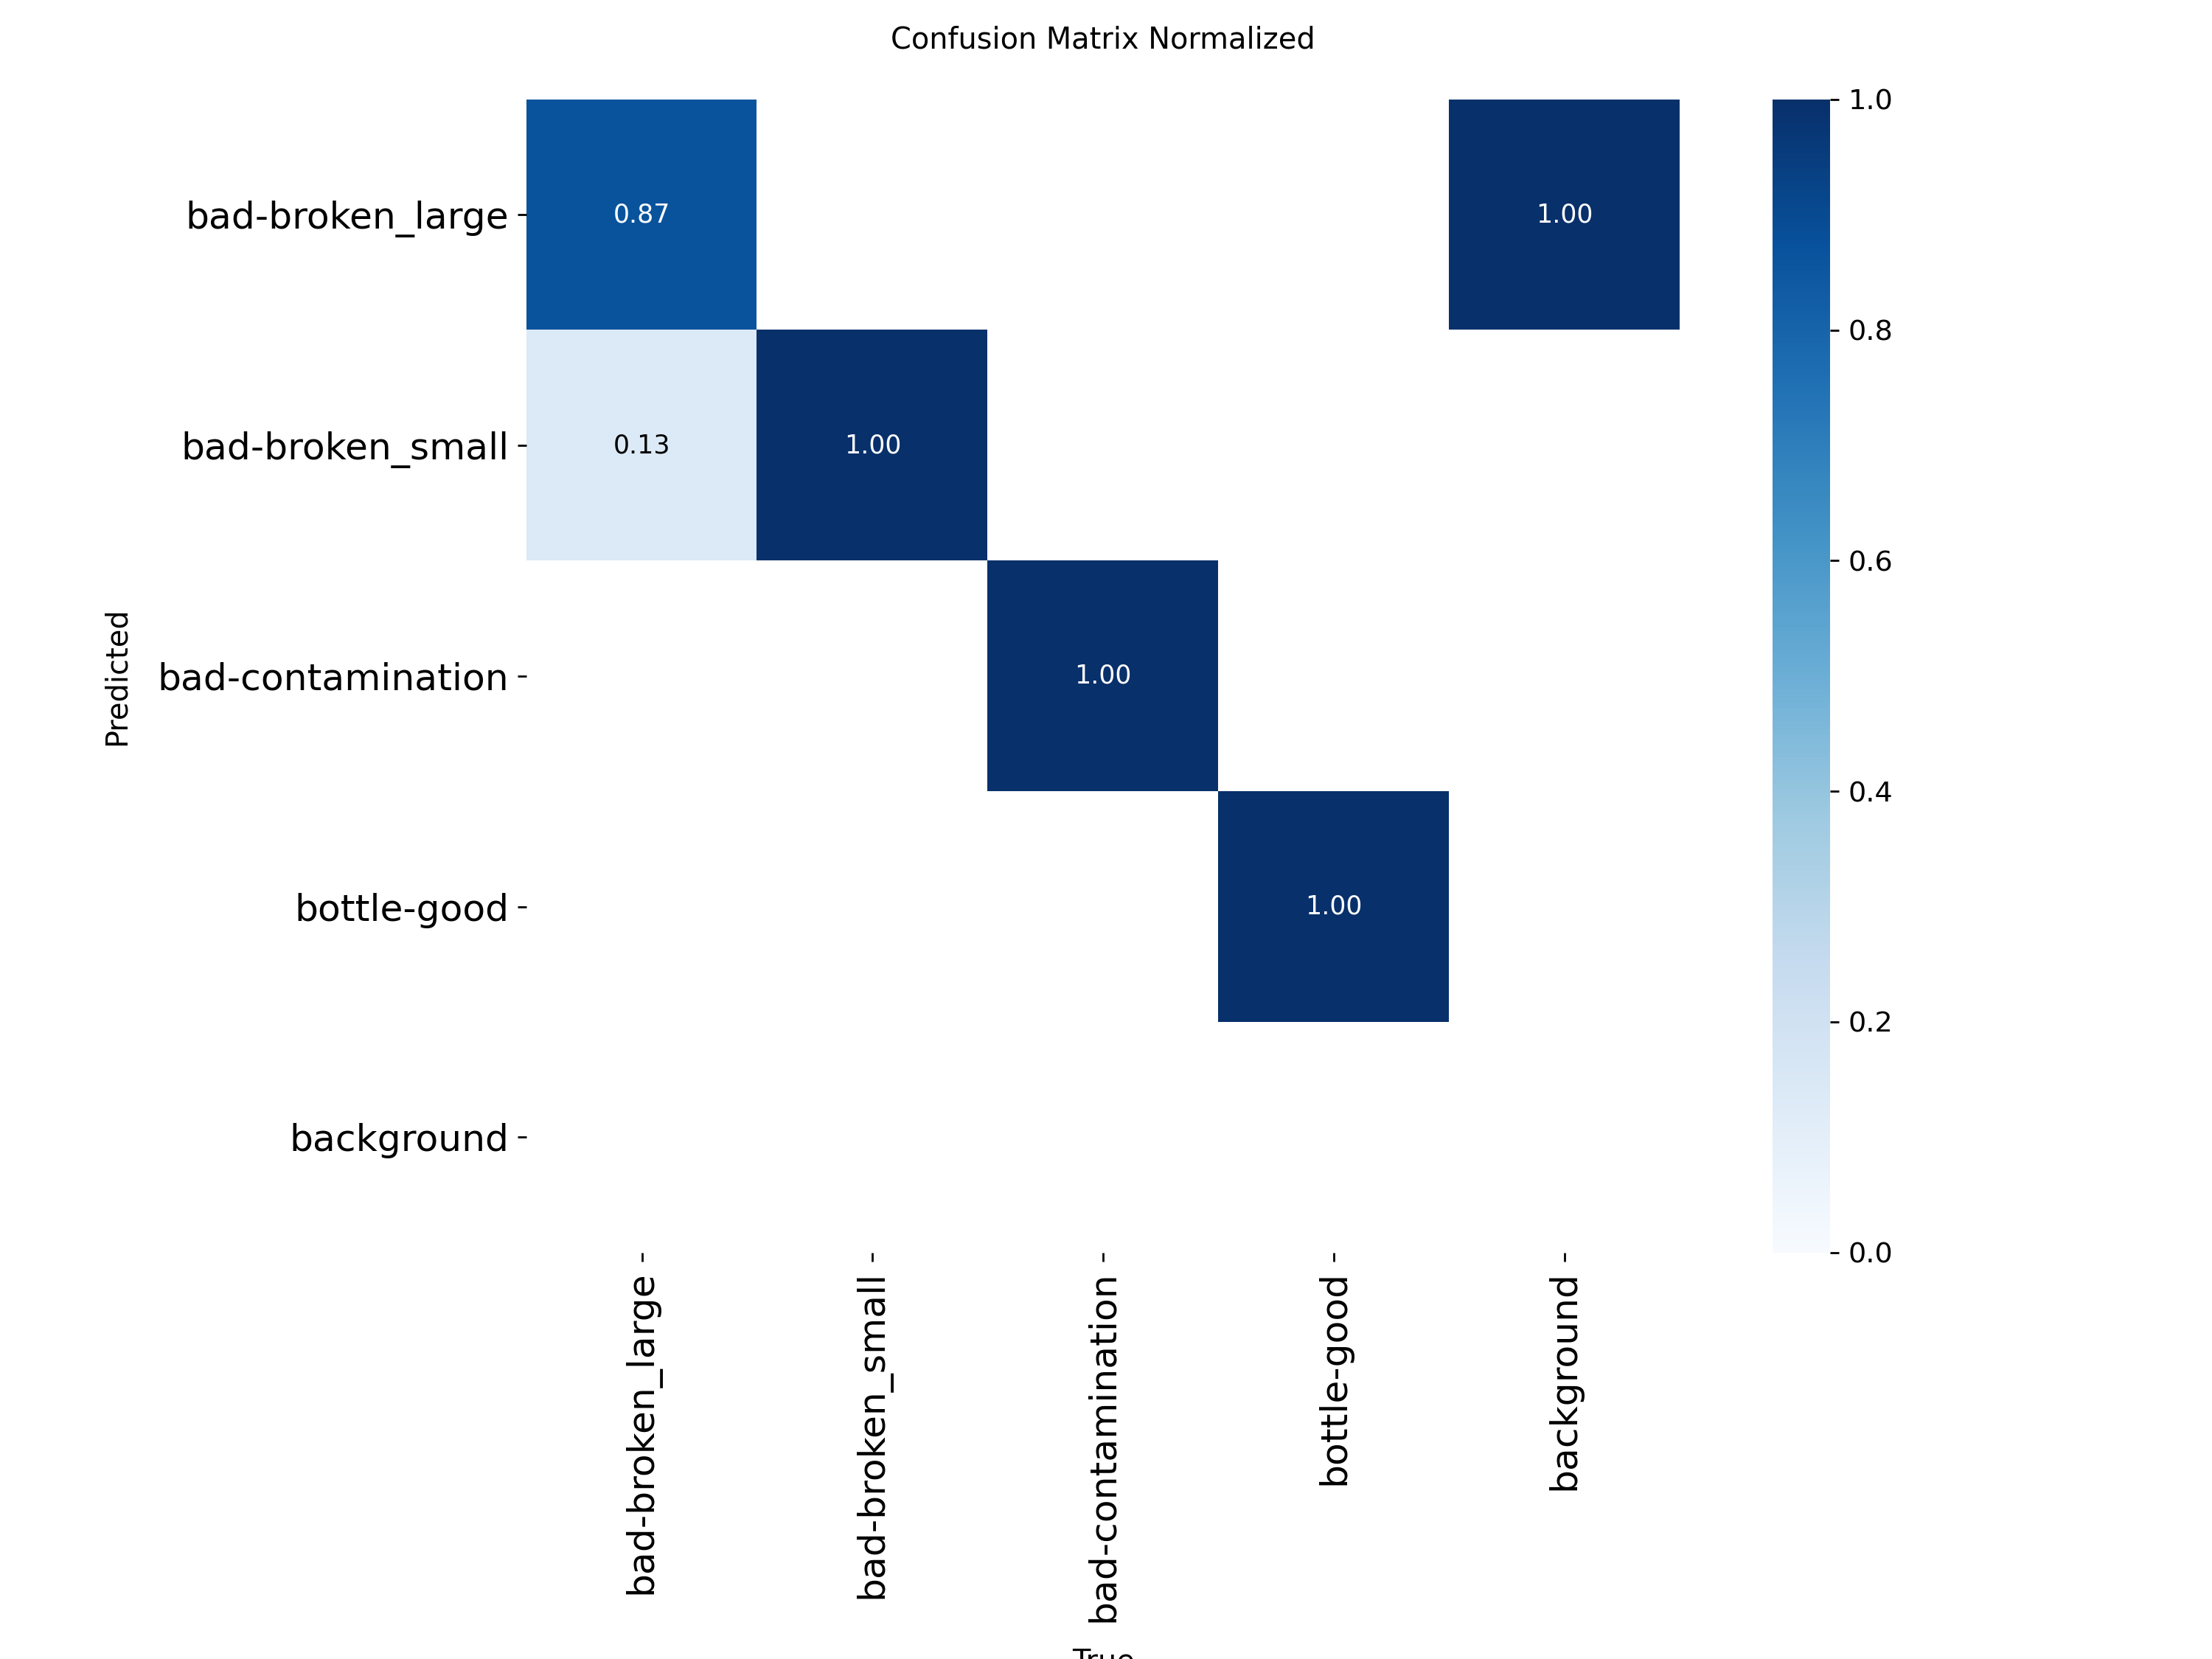 Confusion Matrix Normalized
bad-broken_large
0.87
1.00
bad-broken_small
0.13
1.00
bad-contamination
1.00
bottle-good
1.00
background
Predicted
bad-broken_large
bad-broken_small
bad-contamination
bottle-good
background
True
1.0
0.8
0.6
0.4
0.2
0.0